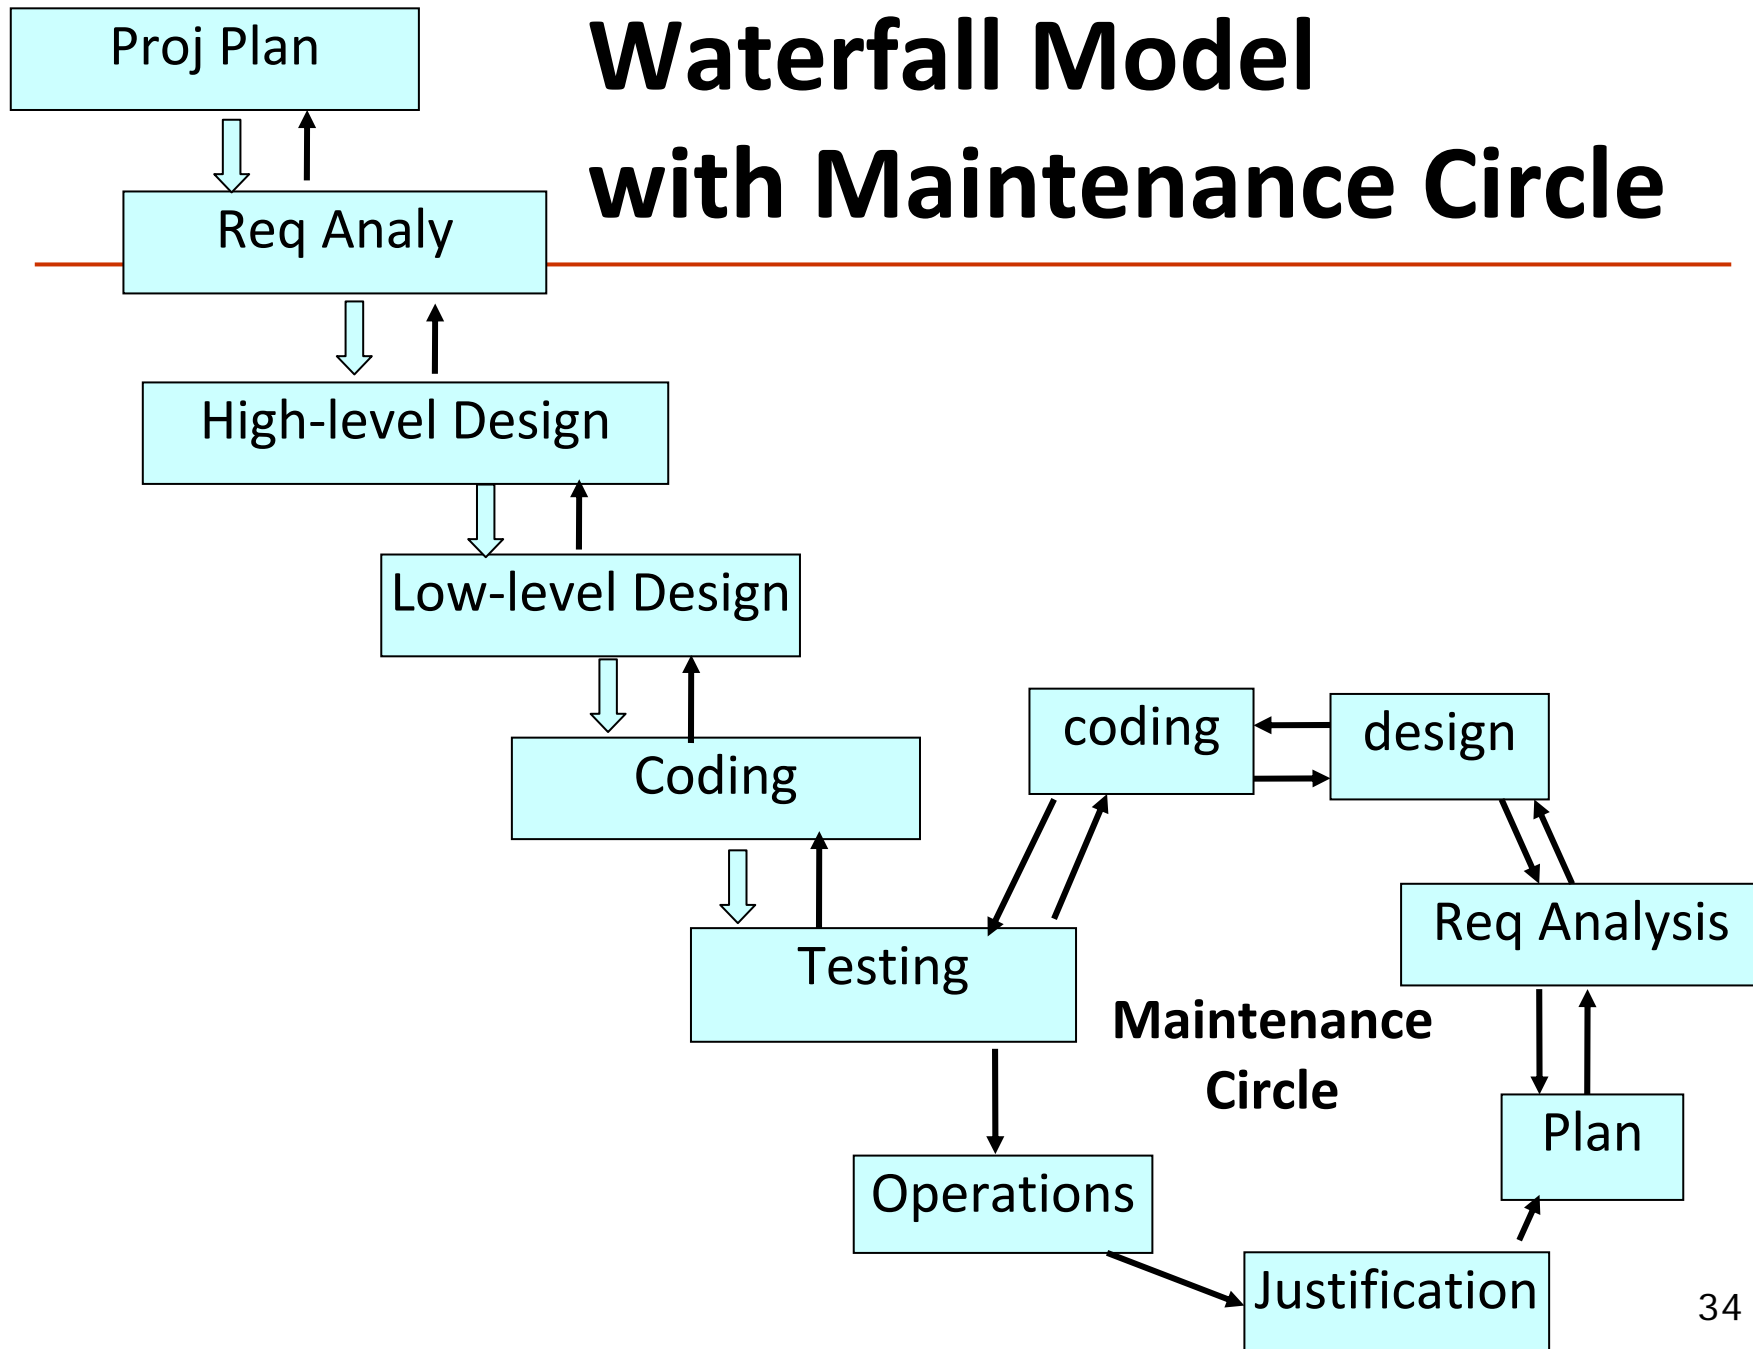 Proj Plan
Waterfall Model
with Maintenance Circle
Req Analy
High-level Design
Low-level Design
Coding
coding
design
Testing
Req Analysis
Maintenance
Circle
Plan
Operations
Justification
34